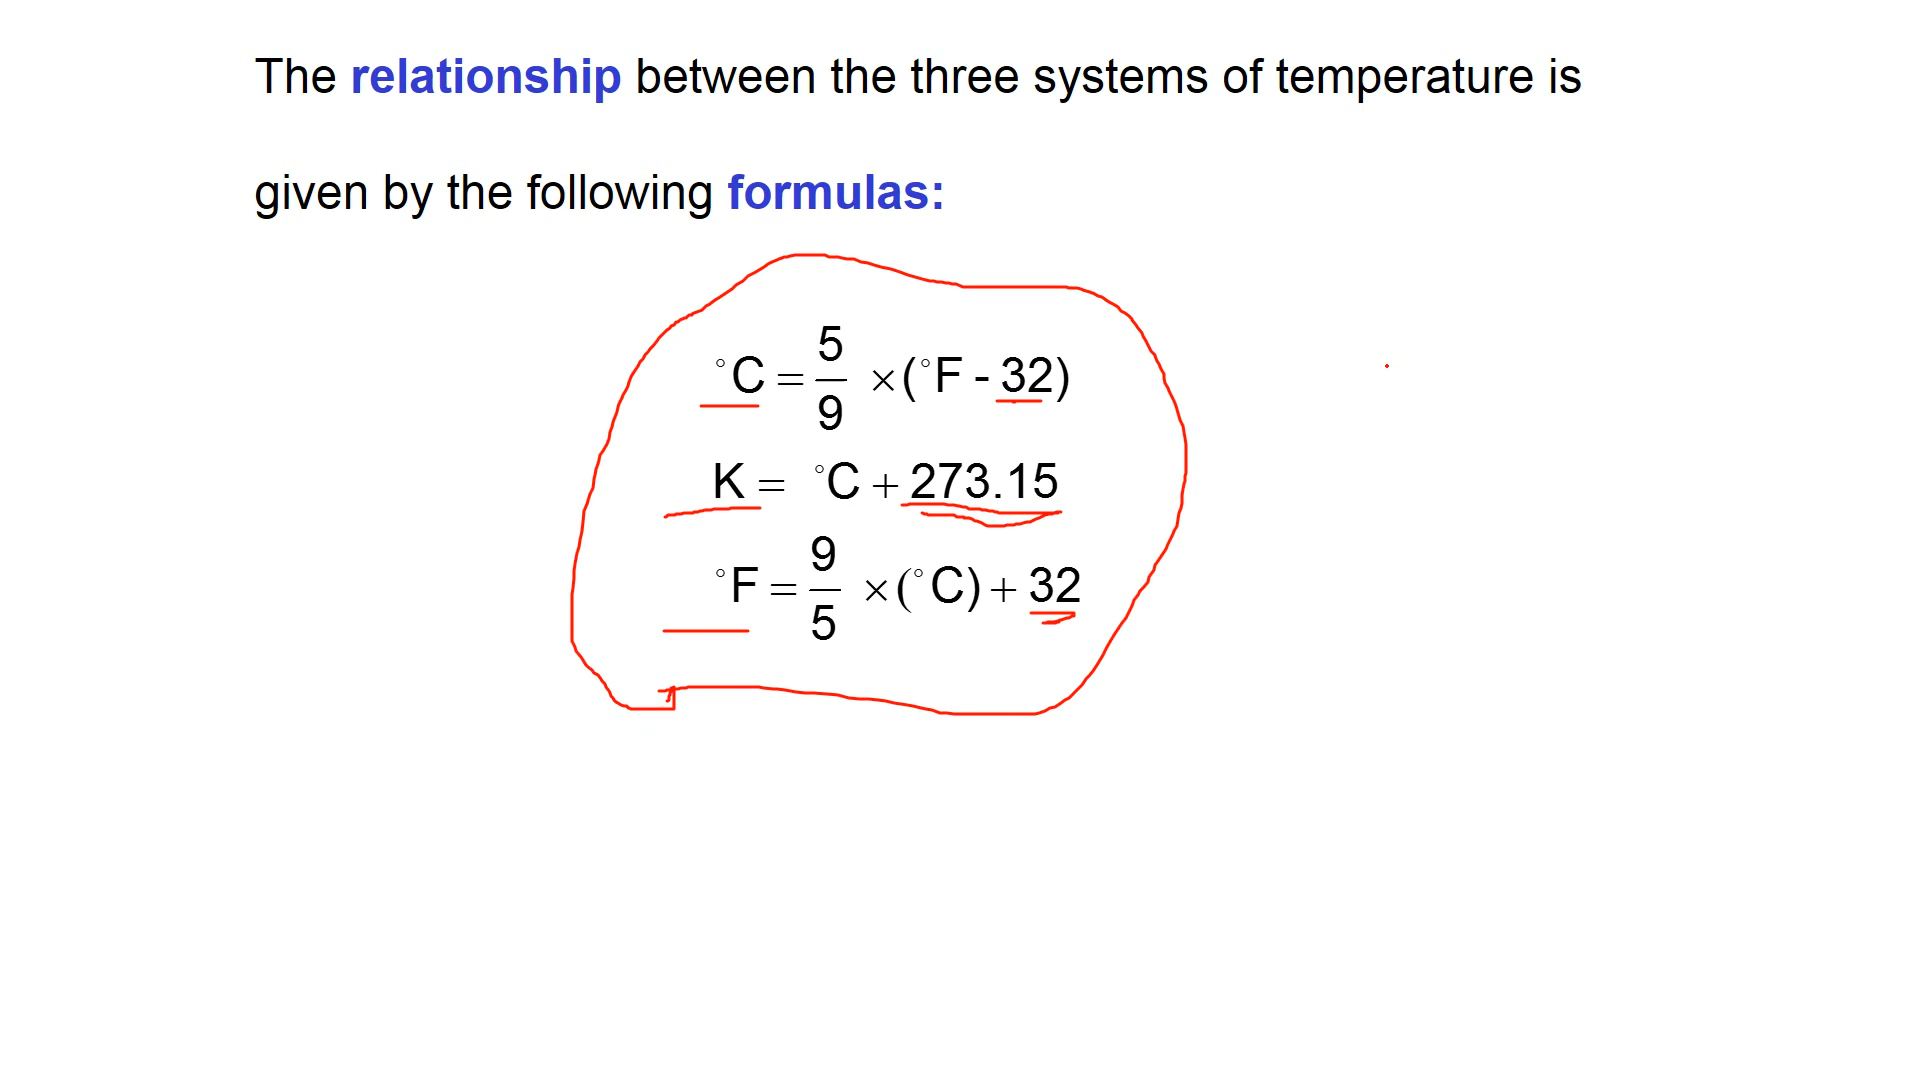 The relationship between the three systems of temperature is
given by the following formulas:
°C = 5/9 ×(°F - 32)
K = °C + 273.15
°F = 9/5 ×(°C) + 32